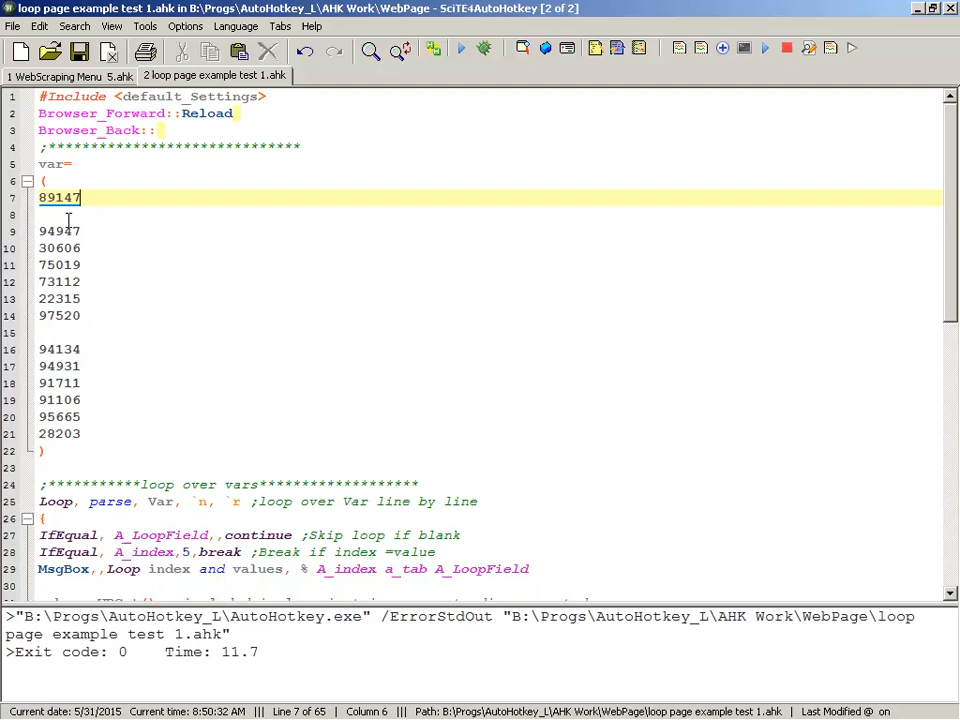 loop page example test 1.ahk in B:\Progs\AutoHotkey_L\AHK Work\WebPage\ - SciTE4AutoHotkey [2 of 2]
File Edit Search View Tools Options Language Tabs Help
1 WebScraping Menu 5.ahk 2 loop page example test 1.ahk
1 #Include <default_Settings>
2 Browser_Forward::Reload
3 Browser_Back::
4 ;******************************
5 var=
6 (
7 89147
8
9 94947
10 30606
11 75019
12 73112
13 22315
14 97520
15
16 94134
17 94931
18 91711
19 91106
20 95665
21 28203
22 )
23
24 ;***********loop over vars*******************
25 Loop, parse, Var, `n, `r ;loop over Var line by line
26 {
27 IfEqual, A_LoopField,,continue ;Skip loop if blank
28 IfEqual, A_index,5,break ;Break if index =value
29 MsgBox,,Loop index and values, % A_index a_tab A_LoopField
30
>"B:\Progs\AutoHotkey_L\AutoHotkey.exe" /ErrorStdOut "B:\Progs\AutoHotkey_L\AHK Work\WebPage\loop
page example test 1.ahk"
>Exit code: 0 Time: 11.7
Current date: 5/31/2015 Current time: 8:50:32 AM ||| Line 7 of 65 ||| Column 6 ||| Path: B:\Progs\AutoHotkey_L\AHK Work\WebPage\loop page example test 1.ahk ||| Last Modified @ on